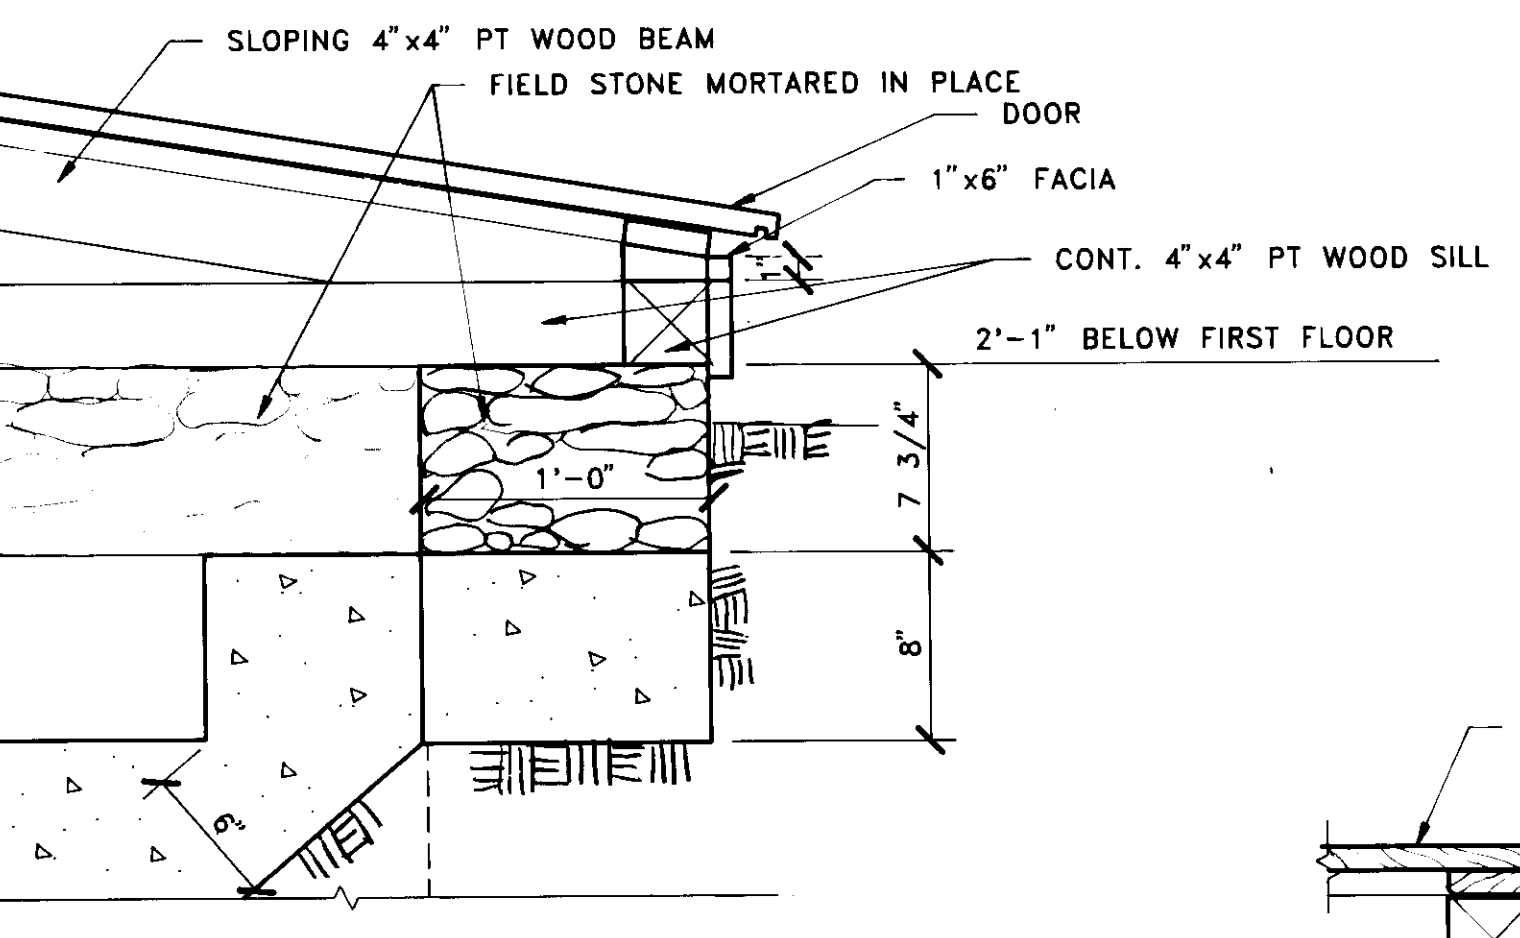 SLOPING 4"x4" PT WOOD BEAM
FIELD STONE MORTARED IN PLACE
DOOR
1"x6" FACIA
CONT. 4"x4" PT WOOD SILL
1"
2'-1" BELOW FIRST FLOOR
7 3/4"
1'-0"
8"
6"